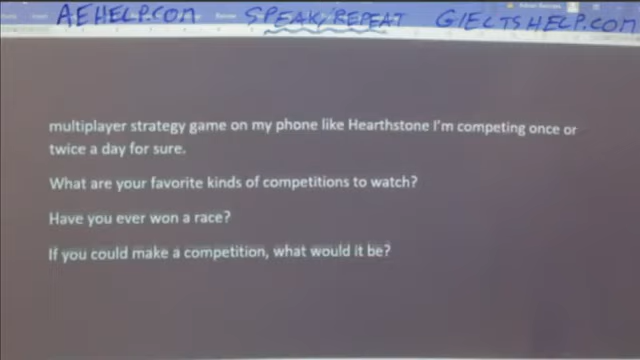 AEHELP.COM SPEAK/REPEAT GIELTSHELP.COM
multiplayer strategy game on my phone like Hearthstone I'm competing once or
twice a day for sure.
What are your favorite kinds of competitions to watch?
Have you ever won a race?
If you could make a competition, what would it be?